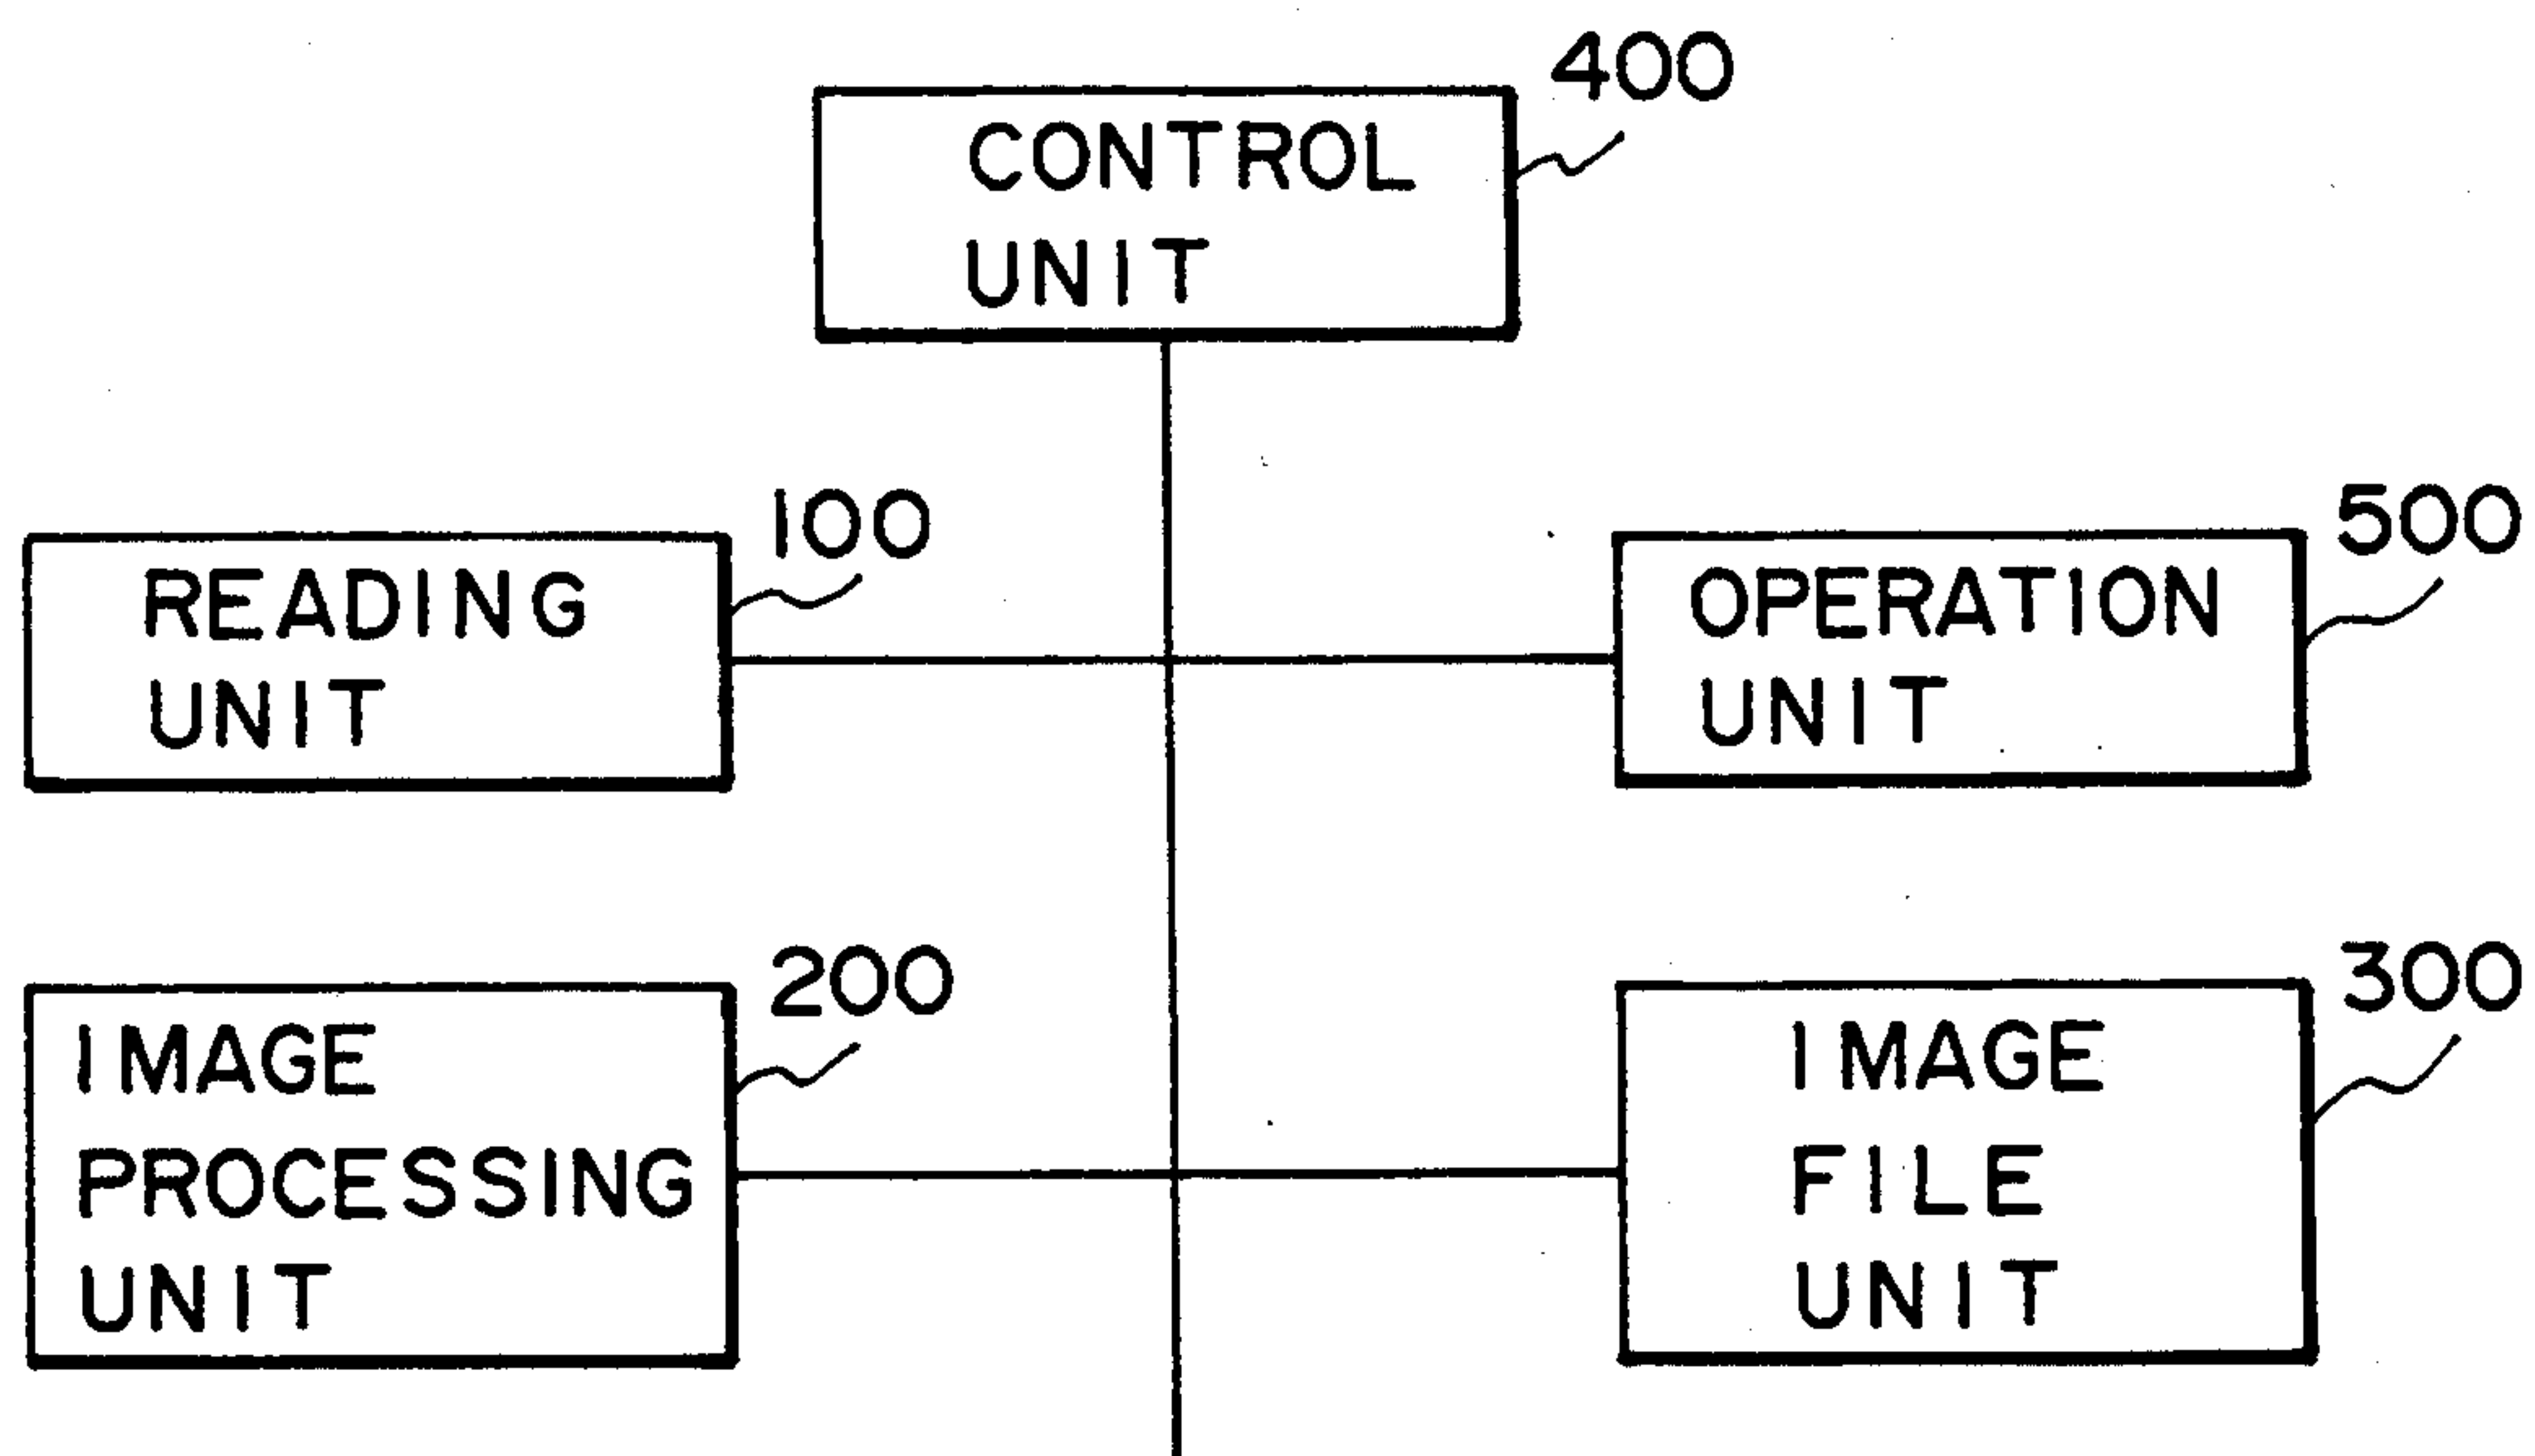 400
CONTROL
UNIT
100
READING
UNIT
500
OPERATION
UNIT
200
IMAGE
PROCESSING
UNIT
300
IMAGE
FILE
UNIT